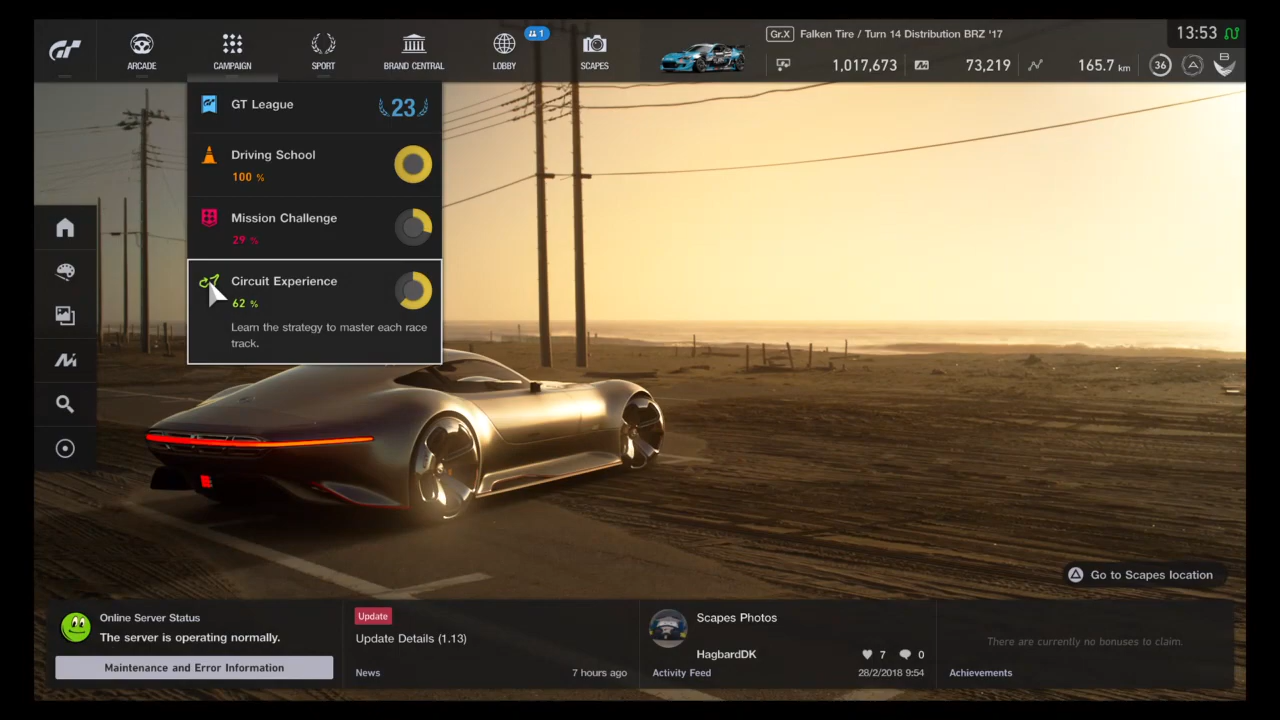 ARCADE
CAMPAIGN
SPORT
BRAND CENTRAL
1
LOBBY
SCAPES
Gr.X Falken Tire / Turn 14 Distribution BRZ '17
1,017,673
73,219
165.7 km
36
B
13:53
GT League
23
Driving School
100 %
Mission Challenge
29 %
Circuit Experience
62 %
Learn the strategy to master each race
track.
Go to Scapes location
Online Server Status
The server is operating normally.
Maintenance and Error Information
Update
Update Details (1.13)
News
7 hours ago
Scapes Photos
HagbardDK
7
0
Activity Feed
28/2/2018 9:54
There are currently no bonuses to claim.
Achievements